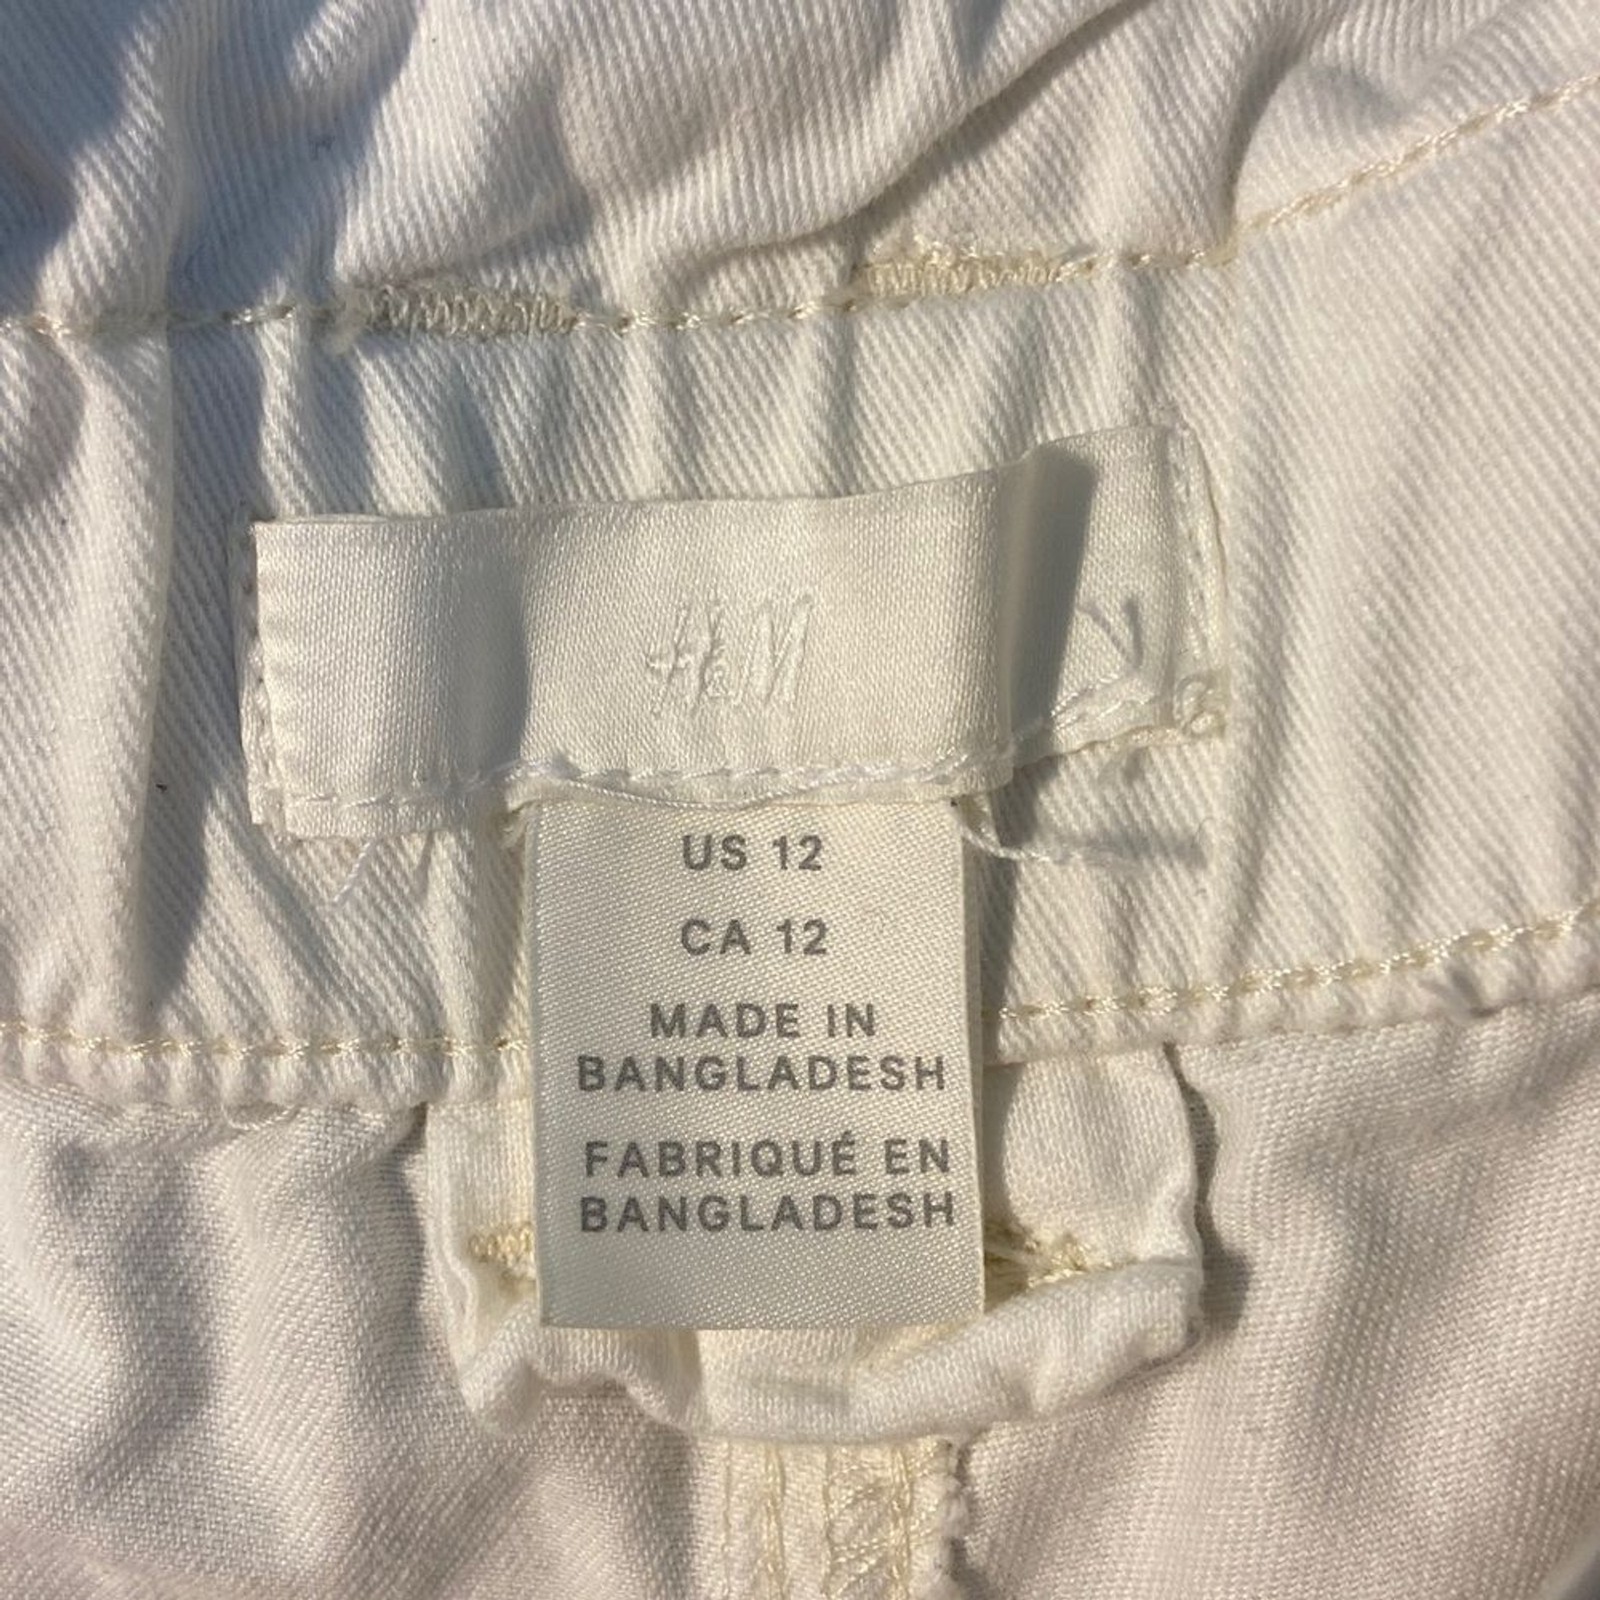 H&M
US 12
CA 12
MADE IN
BANGLADESH
FABRIQUÉ EN
BANGLADESH